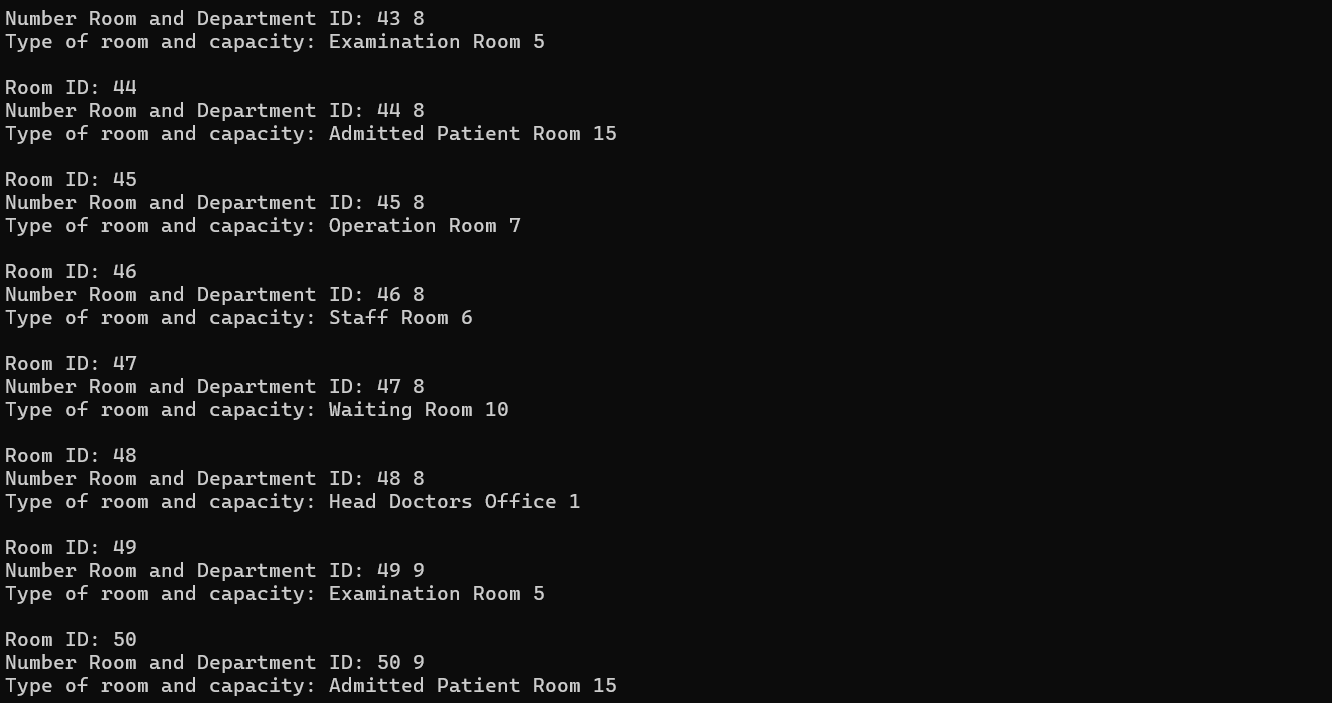 Number Room and Department ID: 43 8
Type of room and capacity: Examination Room 5
Room ID: 44
Number Room and Department ID: 44 8
Type of room and capacity: Admitted Patient Room 15
Room ID: 45
Number Room and Department ID: 45 8
Type of room and capacity: Operation Room 7
Room ID: 46
Number Room and Department ID: 46 8
Type of room and capacity: Staff Room 6
Room ID: 47
Number Room and Department ID: 47 8
Type of room and capacity: Waiting Room 10
Room ID: 48
Number Room and Department ID: 48 8
Type of room and capacity: Head Doctors Office 1
Room ID: 49
Number Room and Department ID: 49 9
Type of room and capacity: Examination Room 5
Room ID: 50
Number Room and Department ID: 50 9
Type of room and capacity: Admitted Patient Room 15